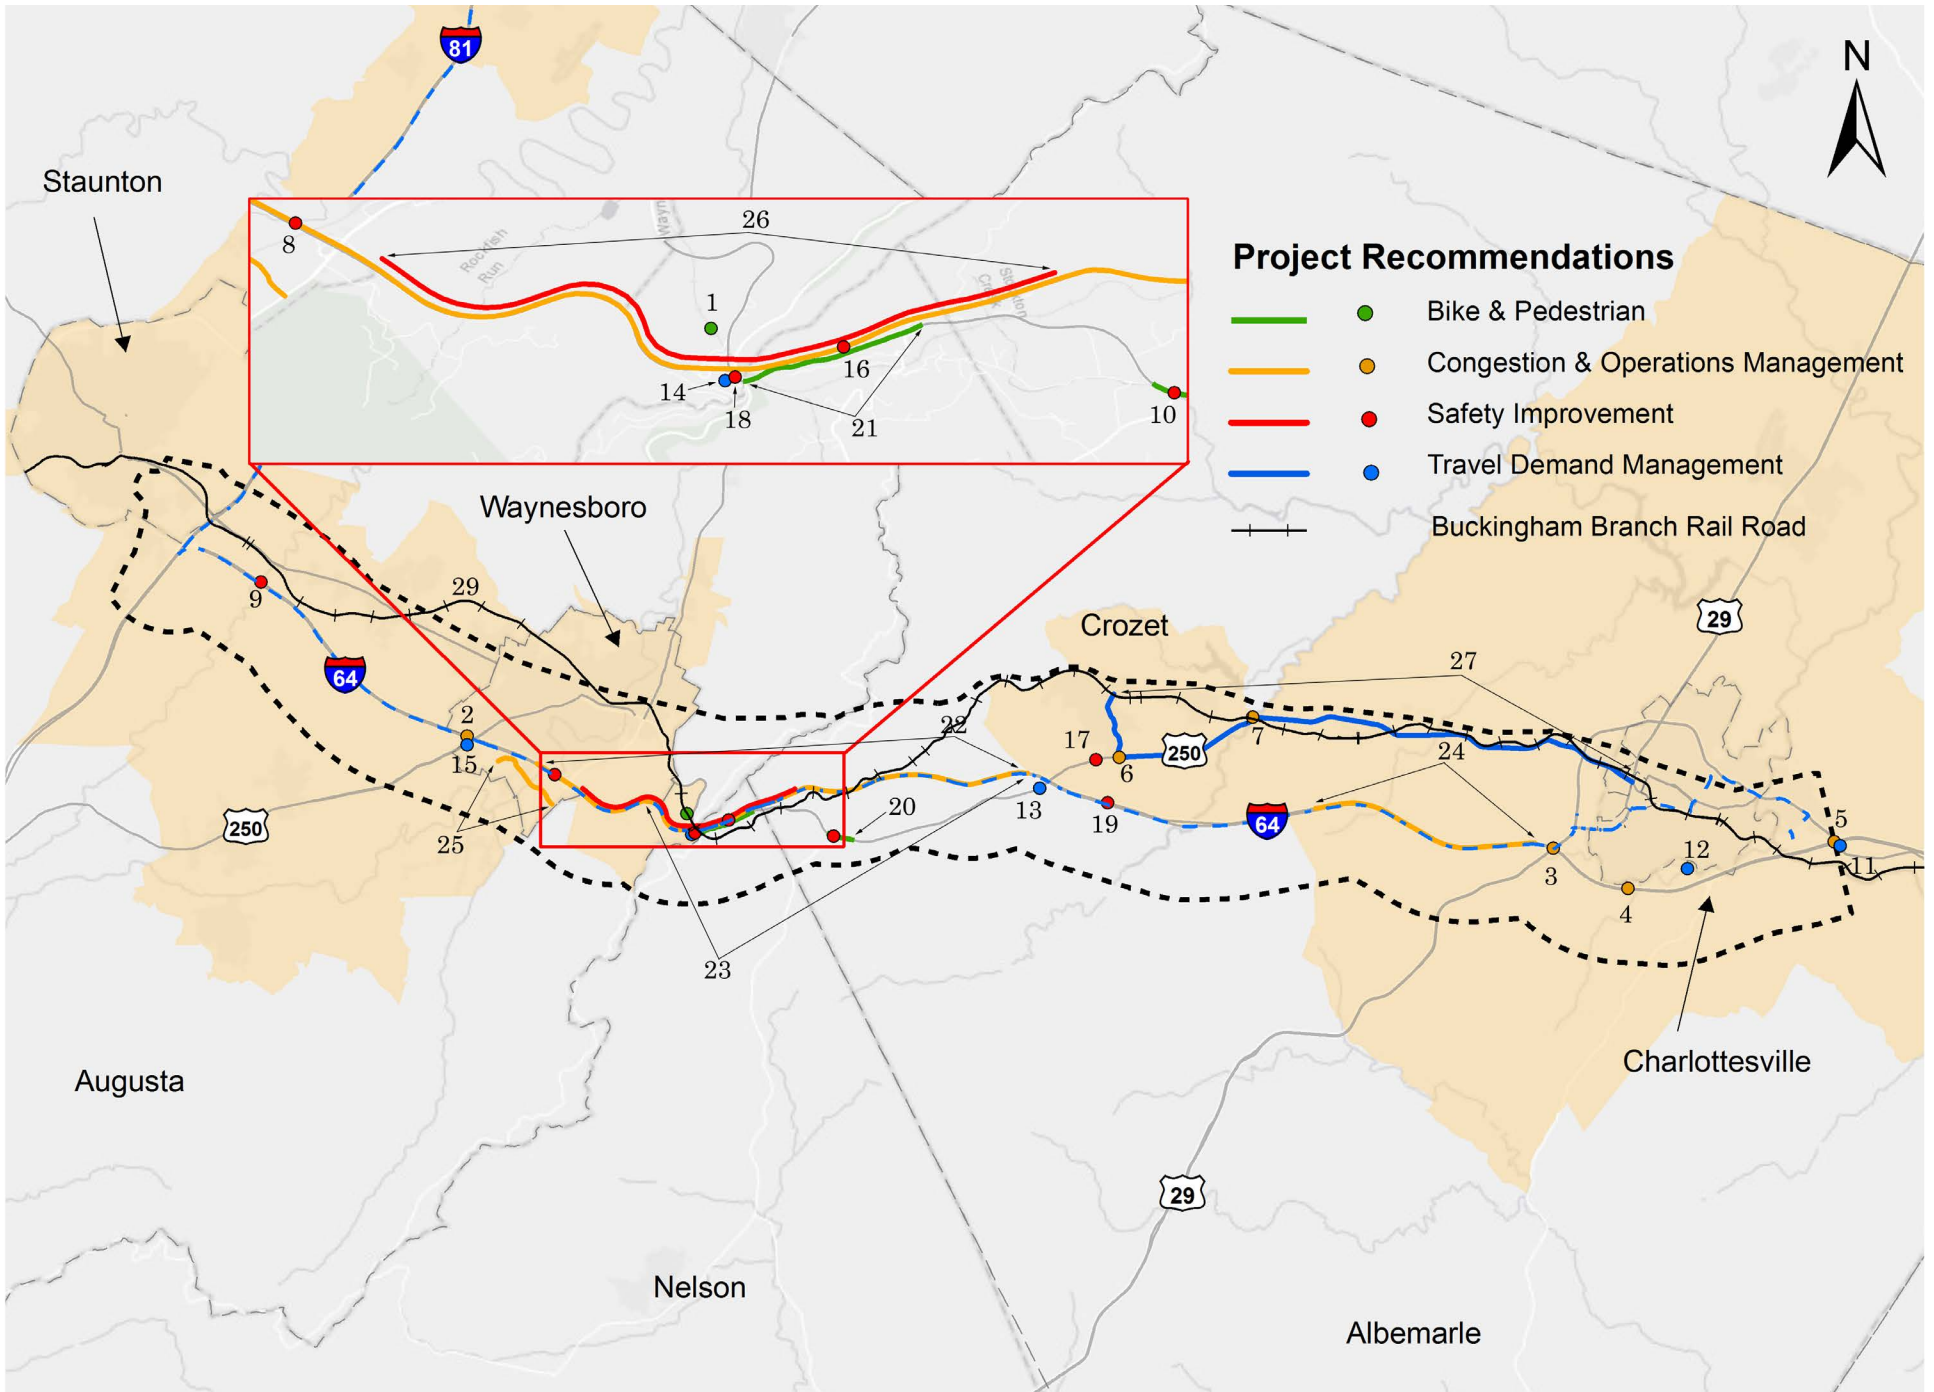 81
N
Staunton
26
8
Rockfish
Run
Wayn
1
14
18
16
21
10
Project Recommendations
Bike & Pedestrian
Congestion & Operations Management
Safety Improvement
Travel Demand Management
Buckingham Branch Rail Road
Waynesboro
29
9
64
2
15
250
25
Crozet
29
27
22
17
6
250
7
24
13
19
64
20
23
3
4
12
5
11
Charlottesville
Augusta
29
Nelson
Albemarle